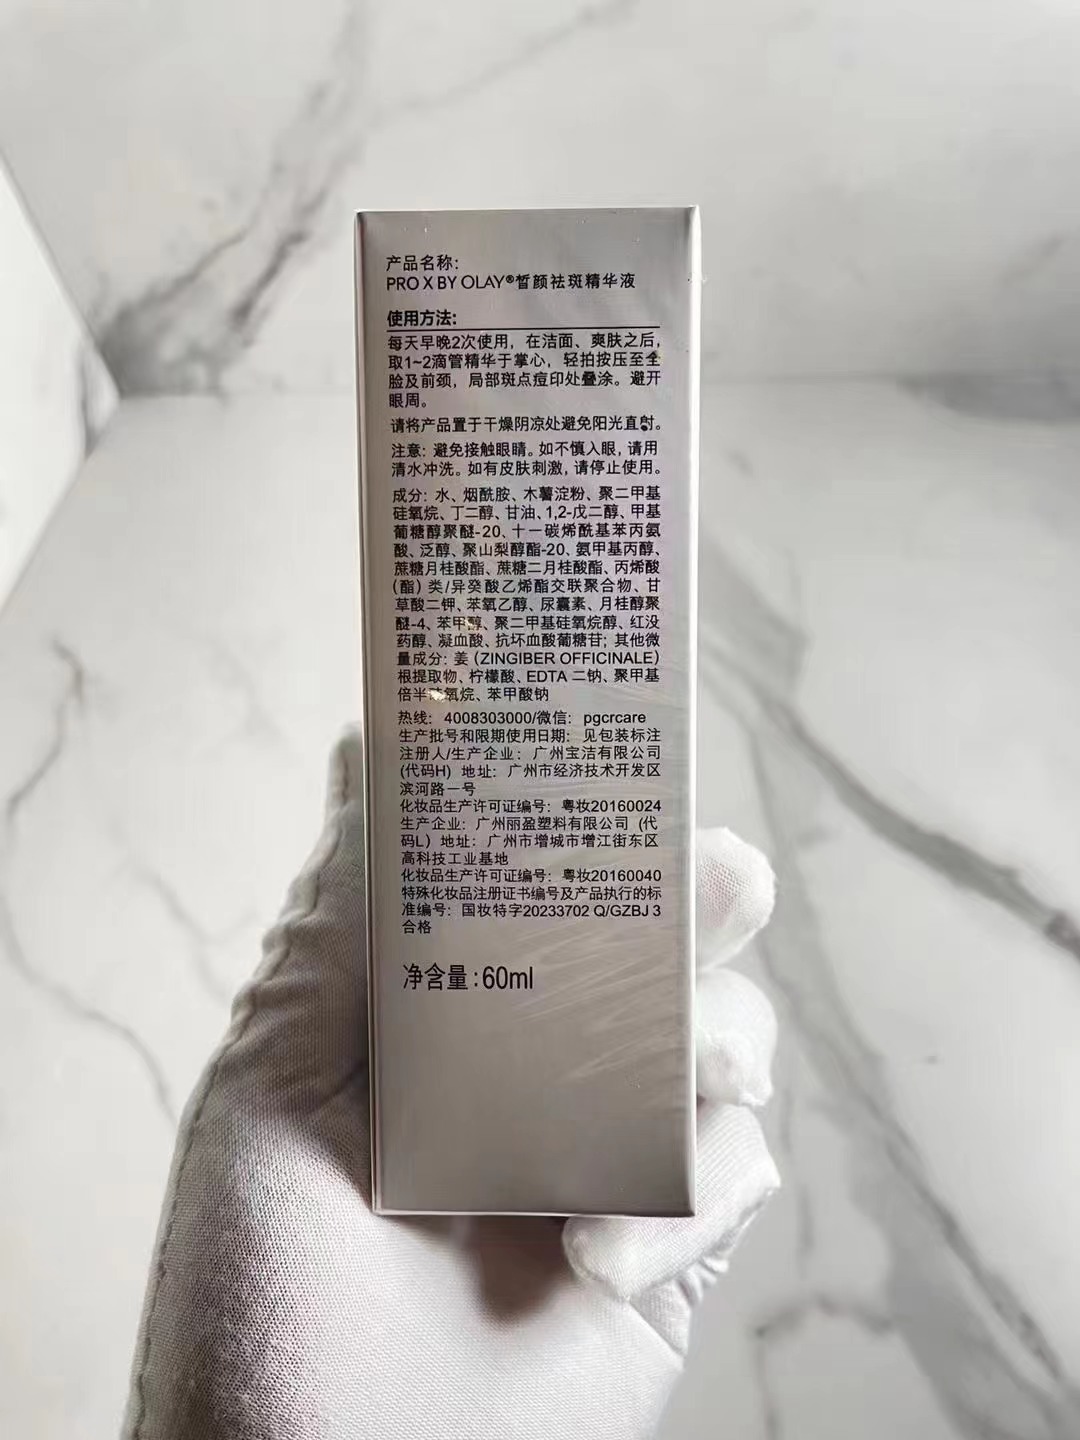 产品名称：
PRO X BY OLAY®皙颜祛斑精华液
使用方法:
每天早晚2次使用，在洁面、爽肤之后，
取1~2滴管精华于掌心，轻拍按压至全
脸及前颈，局部斑点痘印处叠涂。避开
眼周。
请将产品置于干燥阴凉处避免阳光直射。
注意：避免接触眼睛。如不慎入眼，请用
清水冲洗。如有皮肤刺激，请停止使用。
成分：水、烟酰胺、木薯淀粉、聚二甲基
硅氧烷、丁二醇、甘油、1,2-戊二醇、甲基
葡糖醇聚醚-20、十一碳烯酰基苯丙氨
酸、泛醇、聚山梨醇酯-20、氨甲基丙醇、
蔗糖月桂酸酯、蔗糖二月桂酸酯、丙烯酸
（酯）类/异癸酸乙烯酯交联聚合物、甘
草酸二钾、苯氧乙醇、尿囊素、月桂醇聚
醚-4、苯甲醇、聚二甲基硅氧烷醇、红没
药醇、凝血酸、抗坏血酸葡糖苷；其他微
量成分：姜（ZINGIBER OFFICINALE）
根提取物、柠檬酸、EDTA 二钠、聚甲基
倍半硅氧烷、苯甲酸钠
热线：4008303000/微信：pgcrcare
生产批号和限期使用日期：见包装标注
注册人/生产企业：广州宝洁有限公司
(代码H) 地址：广州市经济技术开发区
滨河路一号
化妆品生产许可证编号：粤妆20160024
生产企业：广州丽盈塑料有限公司 (代
码L) 地址：广州市增城市增江街东区
高科技工业基地
化妆品生产许可证编号：粤妆20160040
特殊化妆品注册证书编号及产品执行的标
准编号：国妆特字20233702 Q/GZBJ 3
合格
净含量:60ml